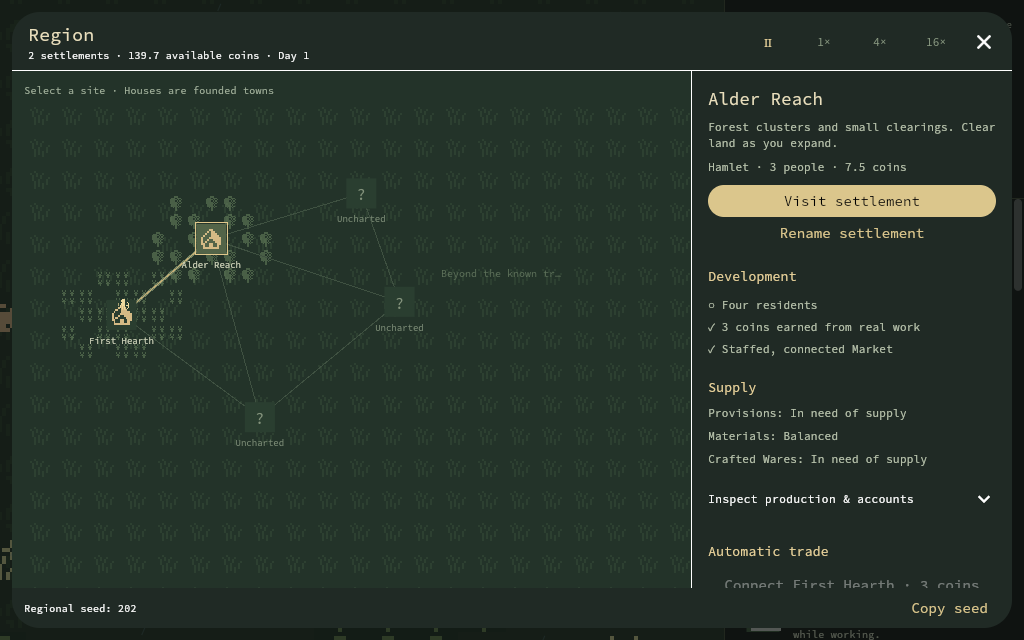 Region
2 settlements · 139.7 available coins · Day 1
1×
4×
16×
Select a site · Houses are founded towns
?
Uncharted
Alder Reach
Beyond the known tr…
?
Uncharted
First Hearth
?
Uncharted
Alder Reach
Forest clusters and small clearings. Clear
land as you expand.
Hamlet · 3 people · 7.5 coins
Visit settlement
Rename settlement
Development
Four residents
✓ 3 coins earned from real work
✓ Staffed, connected Market
Supply
Provisions: In need of supply
Materials: Balanced
Crafted Wares: In need of supply
Inspect production & accounts
Automatic trade
Connect First Hearth · 3 coins
Regional seed: 202
Copy seed
while working.